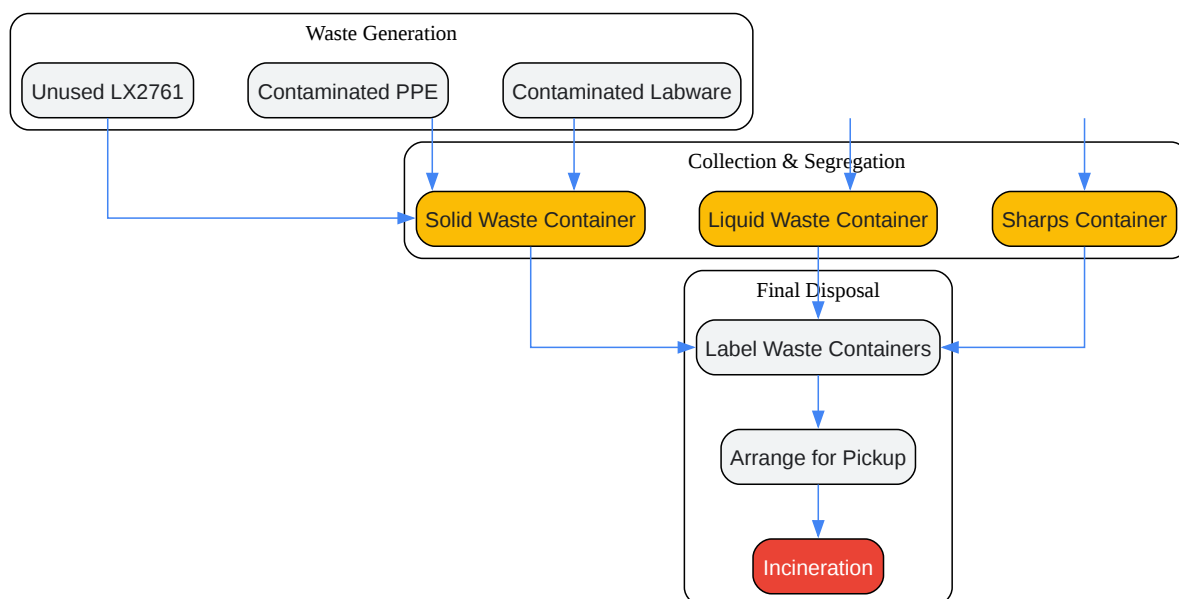 Waste Generation
Unused LX2761
Contaminated PPE
Contaminated Labware
Collection & Segregation
Solid Waste Container
Liquid Waste Container
Sharps Container
Final Disposal
Label Waste Containers
Arrange for Pickup
Incineration